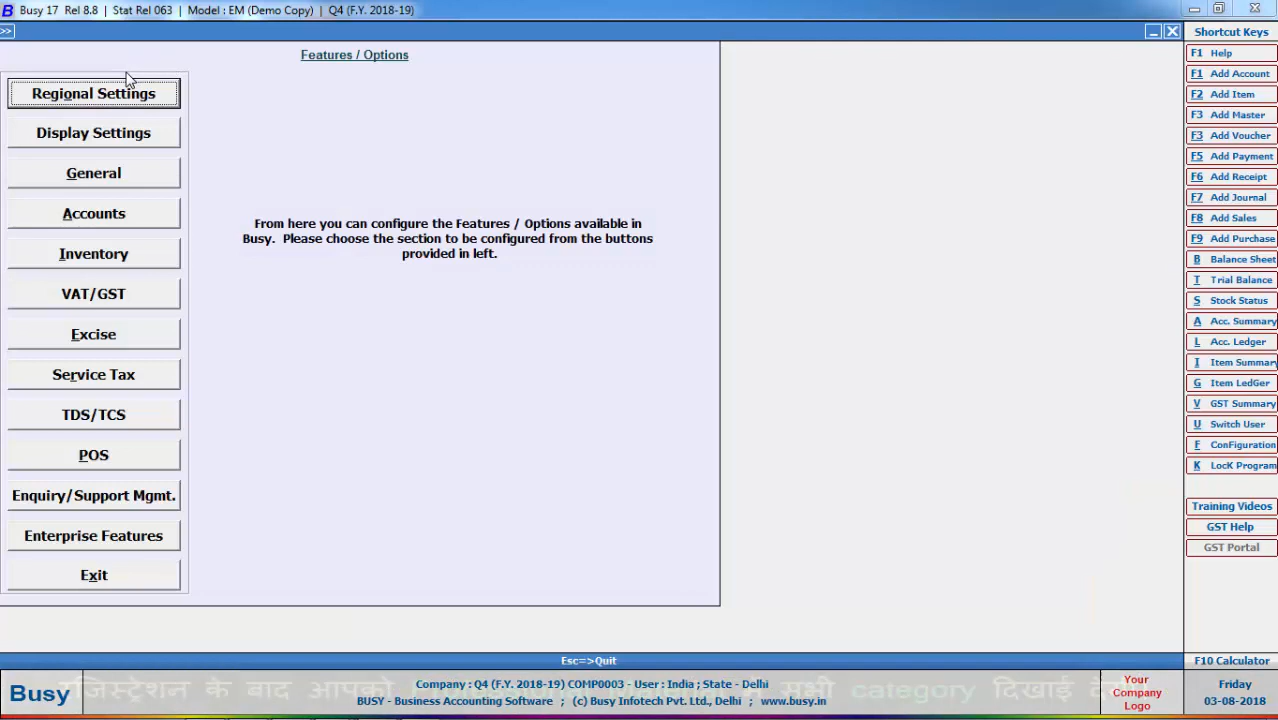 Busy 17 Rel 8.8 | Stat Rel 063 | Model : EM (Demo Copy) | Q4 (F.Y. 2018-19)
>>
Features / Options
Regional Settings
Display Settings
General
Accounts
Inventory
VAT/GST
Excise
Service Tax
TDS/TCS
POS
Enquiry/Support Mgmt.
Enterprise Features
Exit
From here you can configure the Features / Options available in
Busy. Please choose the section to be configured from the buttons
provided in left.
Shortcut Keys
F1 Help
F1 Add Account
F2 Add Item
F3 Add Master
F3 Add Voucher
F5 Add Payment
F6 Add Receipt
F7 Add Journal
F8 Add Sales
F9 Add Purchase
B Balance Sheet
T Trial Balance
S Stock Status
A Acc. Summary
L Acc. Ledger
I Item Summary
G Item LedGer
V GST Summary
U Switch User
F ConFiguration
K LocK Program
Training Videos
GST Help
GST Portal
Esc=>Quit
F10 Calculator
Busy
Company : Q4 (F.Y. 2018-19) COMP0003 - User : India ; State - Delhi
BUSY - Business Accounting Software ; (c) Busy Infotech Pvt. Ltd., Delhi ; www.busy.in
रजिस्ट्रेशन के बाद आपको में सभी category दिखाई
Your
Company
Logo
Friday
03-08-2018